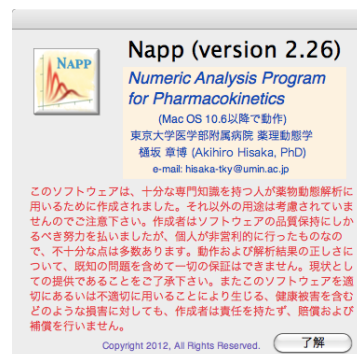 NAPP
Napp (version 2.26)
Numeric Analysis Program
for Pharmacokinetics
(Mac OS 10.6以降で動作)
東京大学医学部附属病院 薬理動態学
樋坂 章博 (Akihiro Hisaka, PhD)
e-mail: hisaka-tky@umin.ac.jp
このソフトウェアは、十分な専門知識を持つ人が薬物動態解析に
用いるために作成されました。それ以外の用途は考慮されていま
せんのでご注意下さい。作成者はソフトウェアの品質保持にしか
るべき努力を払いましたが、個人が非営利的に行ったものなの
で、不十分な点は多数あります。動作および解析結果の正しさに
ついて、既知の問題を含めて一切の保証はできません。現状とし
ての提供であることをご了承下さい。またこのソフトウェアを適
切にあるいは不適切に用いることにより生じる、健康被害を含む
どのような損害に対しても、作成者は責任を持たず、賠償および
補償を行いません。
Copyright 2012, All Rights Reserved.
了解